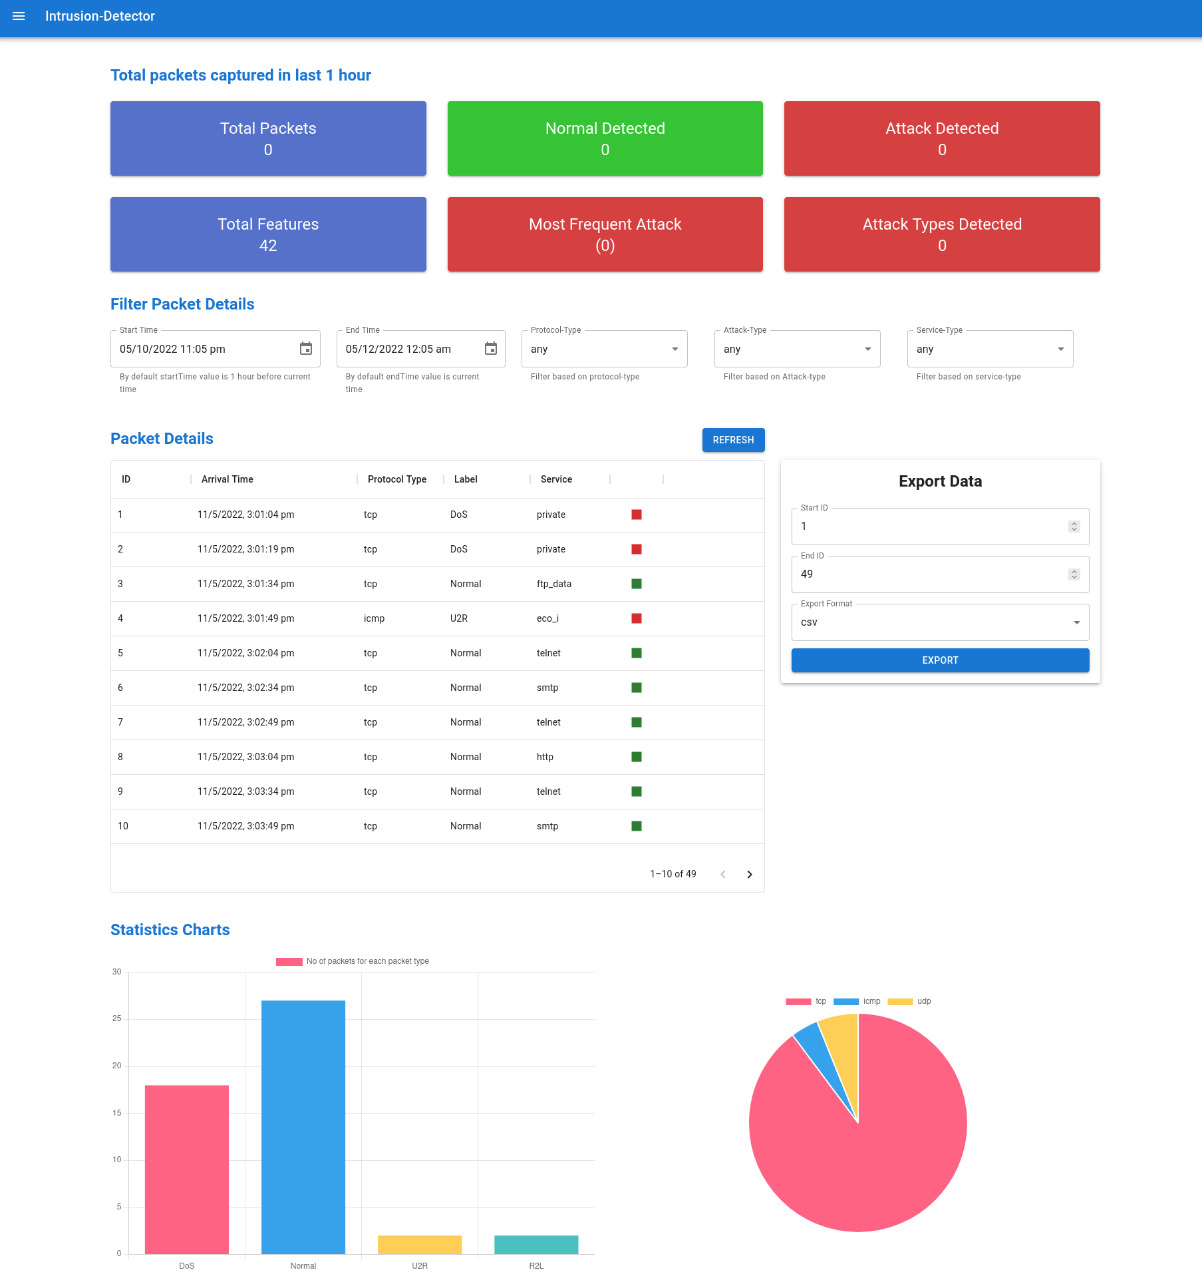 Intrusion-Detector
Total packets captured in last 1 hour
Total Packets
0
Normal Detected
0
Attack Detected
0
Total Features
42
Most Frequent Attack
(0)
Attack Types Detected
0
Filter Packet Details
Start Time
05/10/2022 11:05 pm
By default startTime value is 1 hour before current
time
End Time
05/12/2022 12:05 am
By default endTime value is current
time
Protocol-Type
any
Filter based on protocol-type
Attack-Type
any
Filter based on Attack-type
Service-Type
any
Filter based on service-type
Packet Details
REFRESH
ID Arrival Time Protocol Type Label Service
1 11/5/2022, 3:01:04 pm tcp DoS private
2 11/5/2022, 3:01:19 pm tcp DoS private
3 11/5/2022, 3:01:34 pm tcp Normal ftp_data
4 11/5/2022, 3:01:49 pm icmp U2R eco_i
5 11/5/2022, 3:02:04 pm tcp Normal telnet
6 11/5/2022, 3:02:34 pm tcp Normal smtp
7 11/5/2022, 3:02:49 pm tcp Normal telnet
8 11/5/2022, 3:03:04 pm tcp Normal http
9 11/5/2022, 3:03:34 pm tcp Normal telnet
10 11/5/2022, 3:03:49 pm tcp Normal smtp
1–10 of 49
Export Data
Start ID
1
End ID
49
Export Format
csv
EXPORT
Statistics Charts
No of packets for each packet type
30
25
20
15
10
5
0
DoS Normal U2R R2L
tcp icmp udp